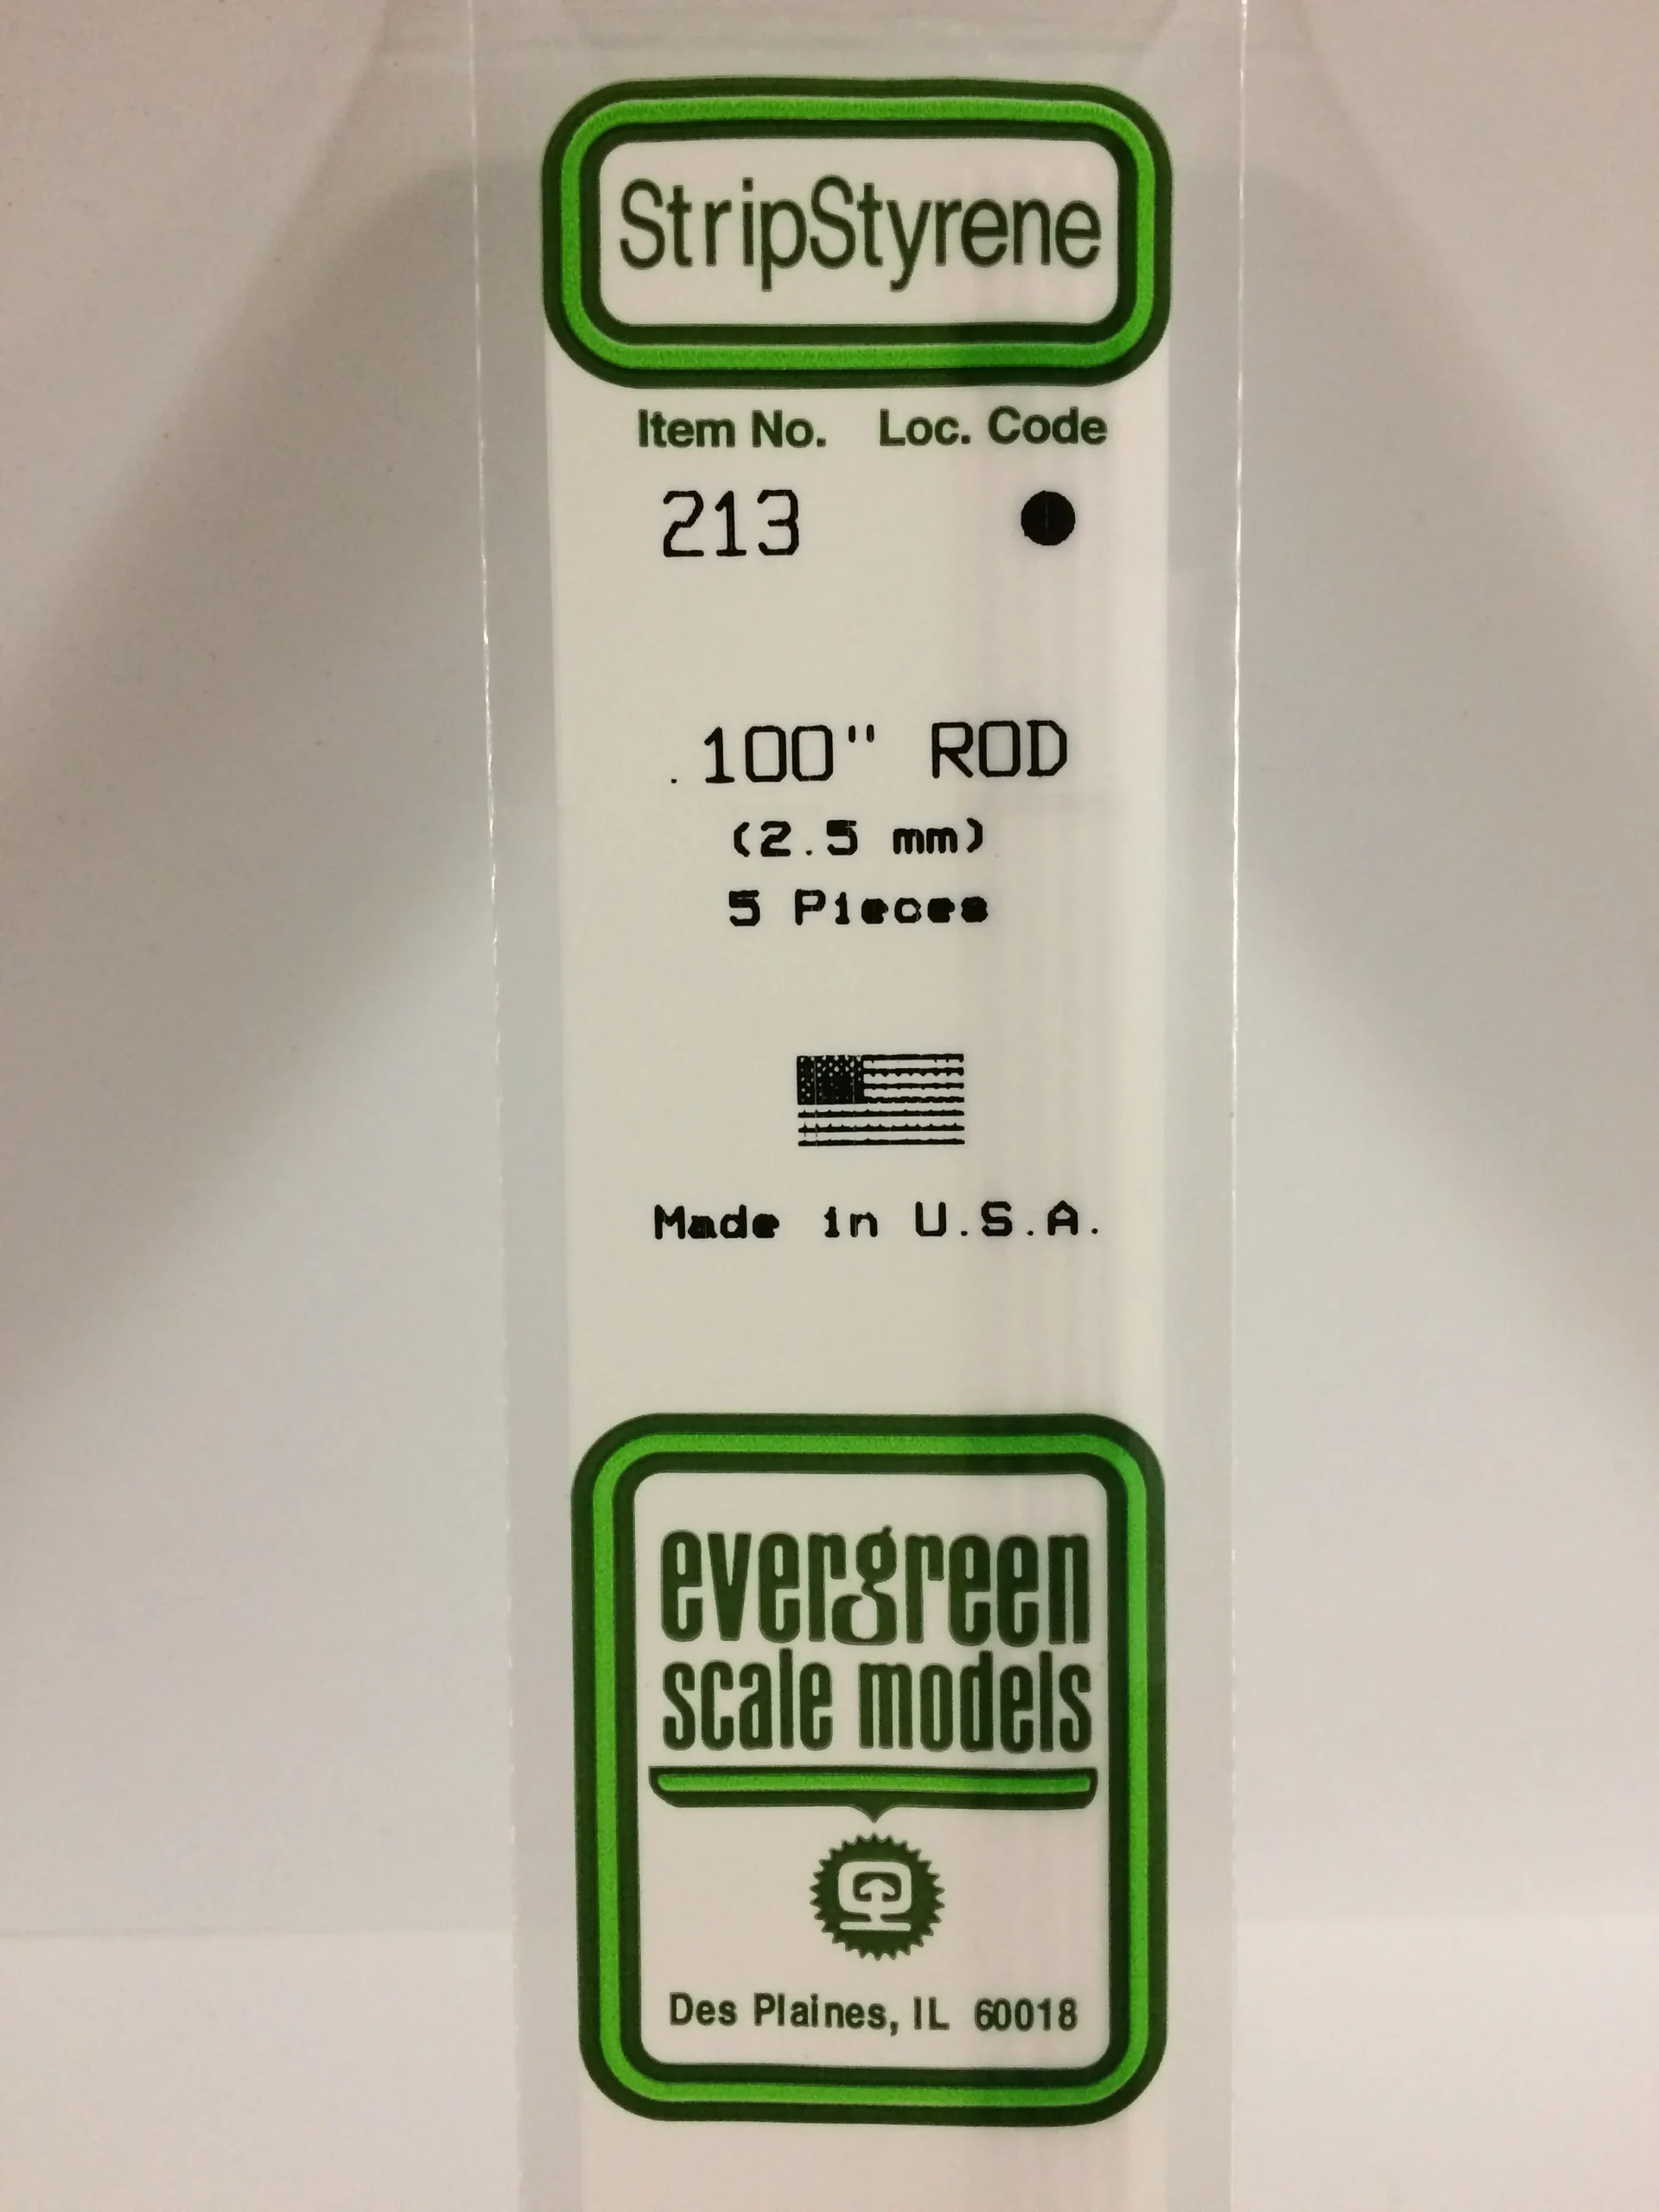 StripStyrene
Item No. Loc. Code
213
.100" ROD
(2.5 mm)
5 Pieces
Made in U.S.A.
evergreen
scale models
Des Plaines, IL 60018